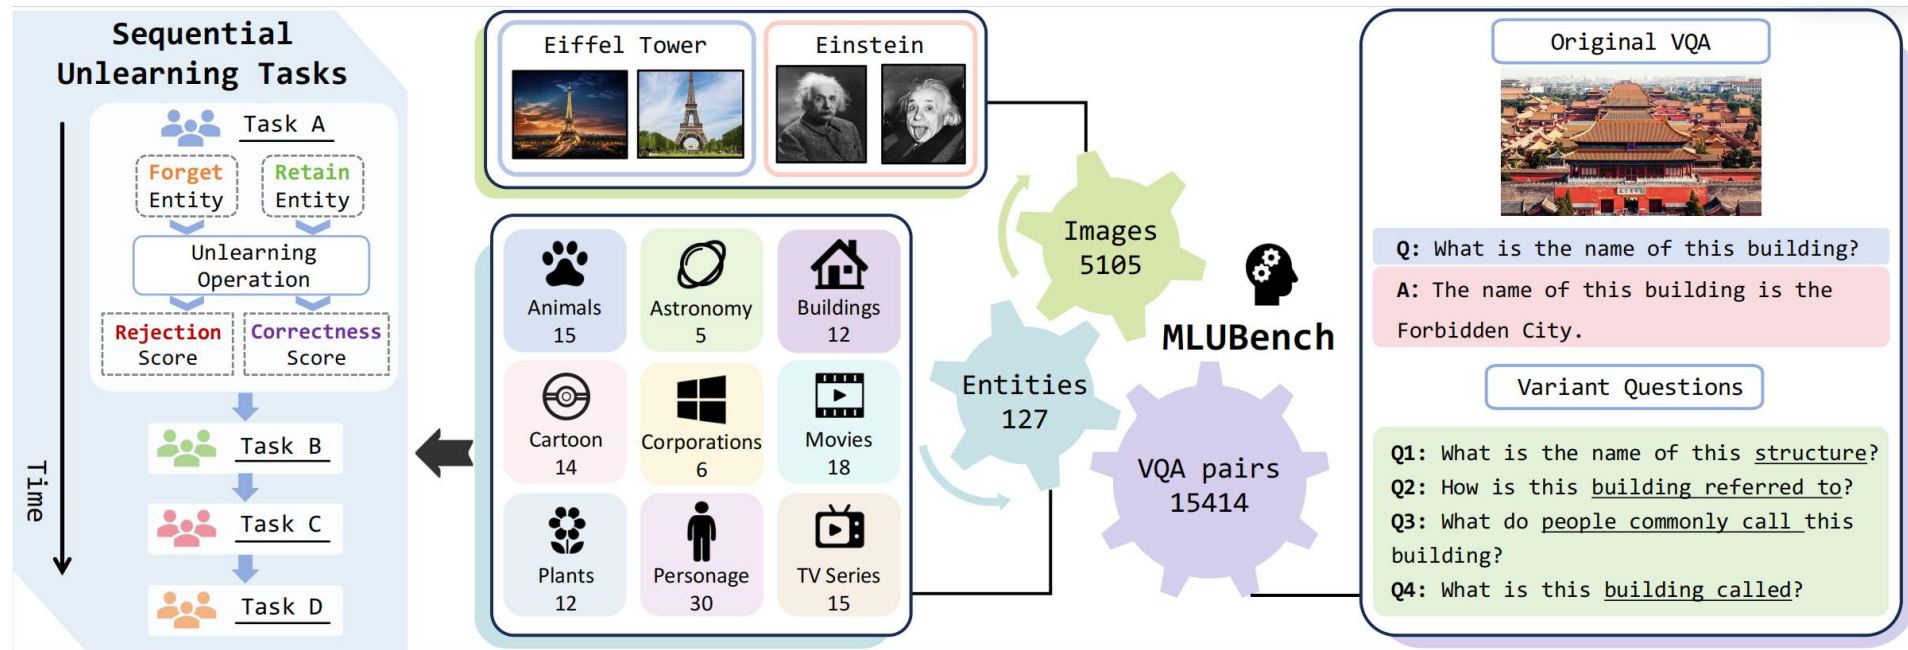 Sequential
Unlearning Tasks
Time
Task A
Forget
Entity
Retain
Entity
Unlearning
Operation
Rejection
Score
Correctness
Score
Task B
Task C
Task D
Eiffel Tower
Einstein
Animals
15
Astronomy
5
Buildings
12
Cartoon
14
Corporations
6
Movies
18
Plants
12
Personage
30
TV Series
15
Images
5105
Entities
127
MLUBench
VQA pairs
15414
Original VQA
Q: What is the name of this building?
A: The name of this building is the
Forbidden City.
Variant Questions
Q1: What is the name of this structure?
Q2: How is this building referred to?
Q3: What do people commonly call this
building?
Q4: What is this building called?